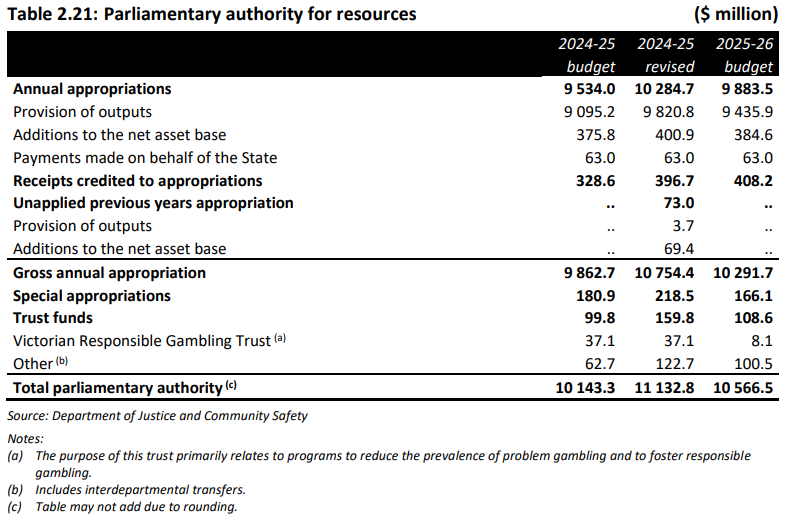 Table 2.21: Parliamentary authority for resources ($ million)
2024-25 2024-25 2025-26
budget revised budget
Annual appropriations 9 534.0 10 284.7 9 883.5
Provision of outputs 9 095.2 9 820.8 9 435.9
Additions to the net asset base 375.8 400.9 384.6
Payments made on behalf of the State 63.0 63.0 63.0
Receipts credited to appropriations 328.6 396.7 408.2
Unapplied previous years appropriation .. 73.0 ..
Provision of outputs .. 3.7 ..
Additions to the net asset base .. 69.4 ..
Gross annual appropriation 9 862.7 10 754.4 10 291.7
Special appropriations 180.9 218.5 166.1
Trust funds 99.8 159.8 108.6
Victorian Responsible Gambling Trust (a) 37.1 37.1 8.1
Other (b) 62.7 122.7 100.5
Total parliamentary authority (c) 10 143.3 11 132.8 10 566.5
Source: Department of Justice and Community Safety
Notes:
(a) The purpose of this trust primarily relates to programs to reduce the prevalence of problem gambling and to foster responsible
gambling.
(b) Includes interdepartmental transfers.
(c) Table may not add due to rounding.